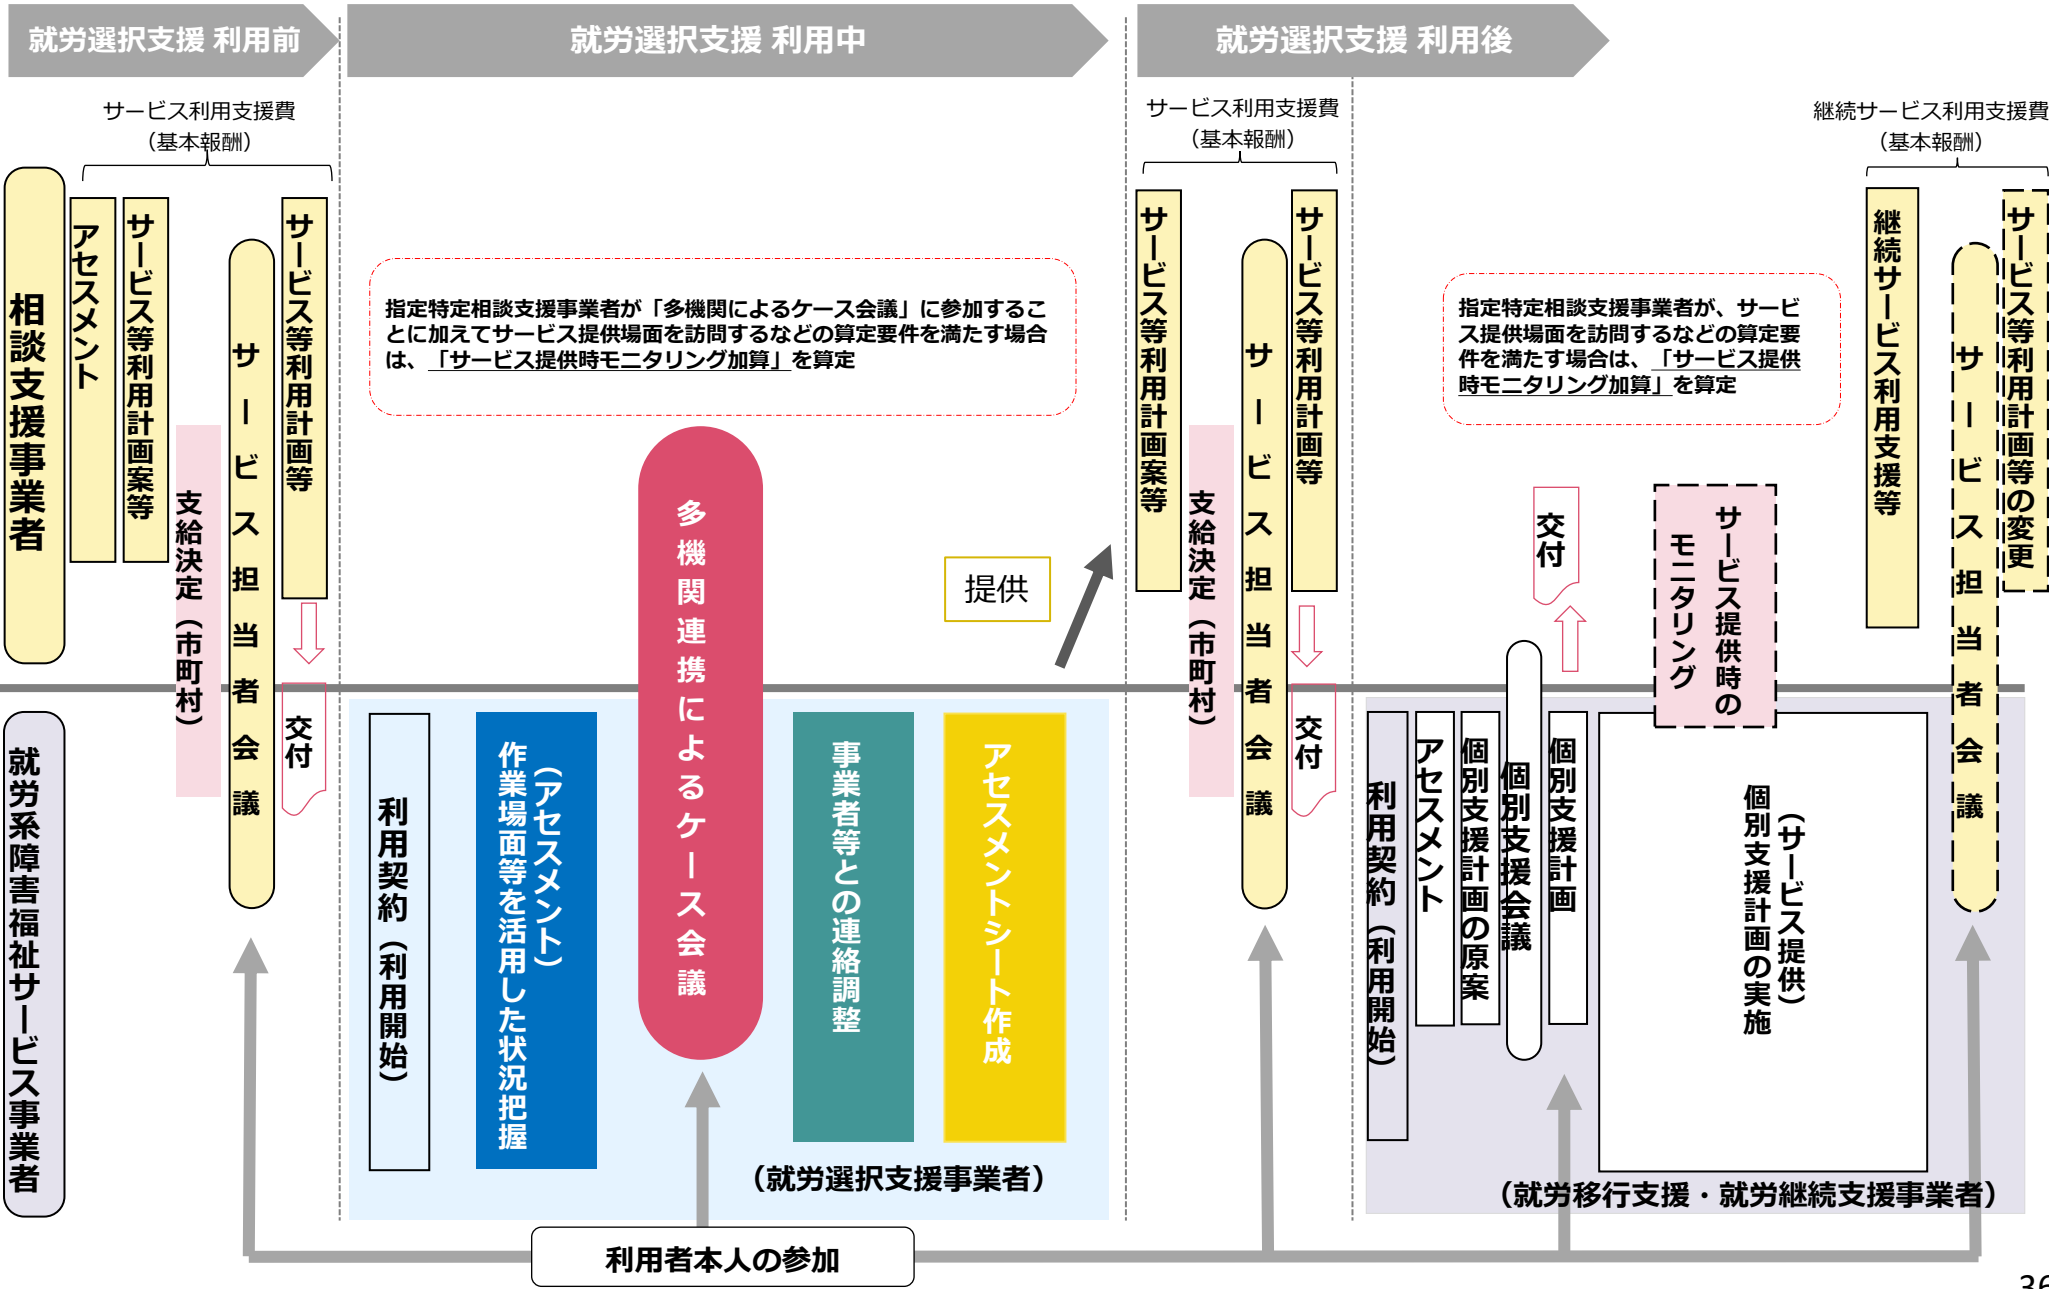 就労選択支援 利用前
就労選択支援 利用中
就労選択支援 利用後
サービス利用支援費
（基本報酬）
サービス利用支援費
（基本報酬）
継続サービス利用支援費
（基本報酬）
相談支援事業者
アセスメント
サービス等利用計画案等
支給決定（市町村）
サービス担当者会議
サービス等利用計画等
交付
指定特定相談支援事業者が「多機関によるケース会議」に参加するこ
とに加えてサービス提供場面を訪問するなどの算定要件を満たす場合
は、「サービス提供時モニタリング加算」を算定
多機関連携によるケース会議
提供
サービス等利用計画案等
支給決定（市町村）
サービス担当者会議
サービス等利用計画等
交付
指定特定相談支援事業者が、サービ
ス提供場面を訪問するなどの算定要
件を満たす場合は、「サービス提供
時モニタリング加算」を算定
交付
サービス提供時の
モニタリング
継続サービス利用支援等
サービス担当者会議
サービス等利用計画等の変更
就労系障害福祉サービス事業者
利用契約（利用開始）
（アセスメント）
作業場面等を活用した状況把握
事業者等との連絡調整
アセスメントシート作成
（就労選択支援事業者）
利用契約（利用開始）
アセスメント
個別支援計画の原案
個別支援会議
個別支援計画
（サービス提供）
個別支援計画の実施
（就労移行支援・就労継続支援事業者）
利用者本人の参加
36